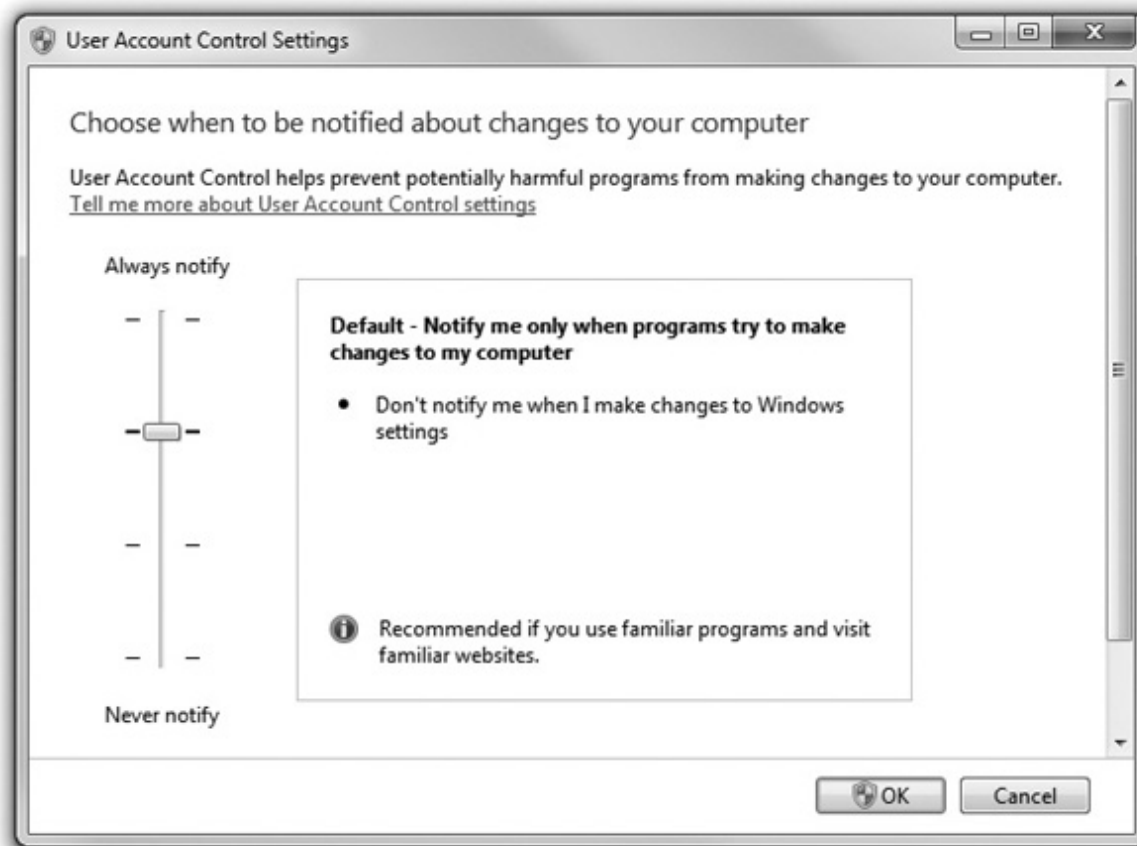 User Account Control Settings
Choose when to be notified about changes to your computer
User Account Control helps prevent potentially harmful programs from making changes to your computer.
Tell me more about User Account Control settings
Always notify
Default - Notify me only when programs try to make
changes to my computer
• Don't notify me when I make changes to Windows
settings
Recommended if you use familiar programs and visit
familiar websites.
Never notify
OK
Cancel